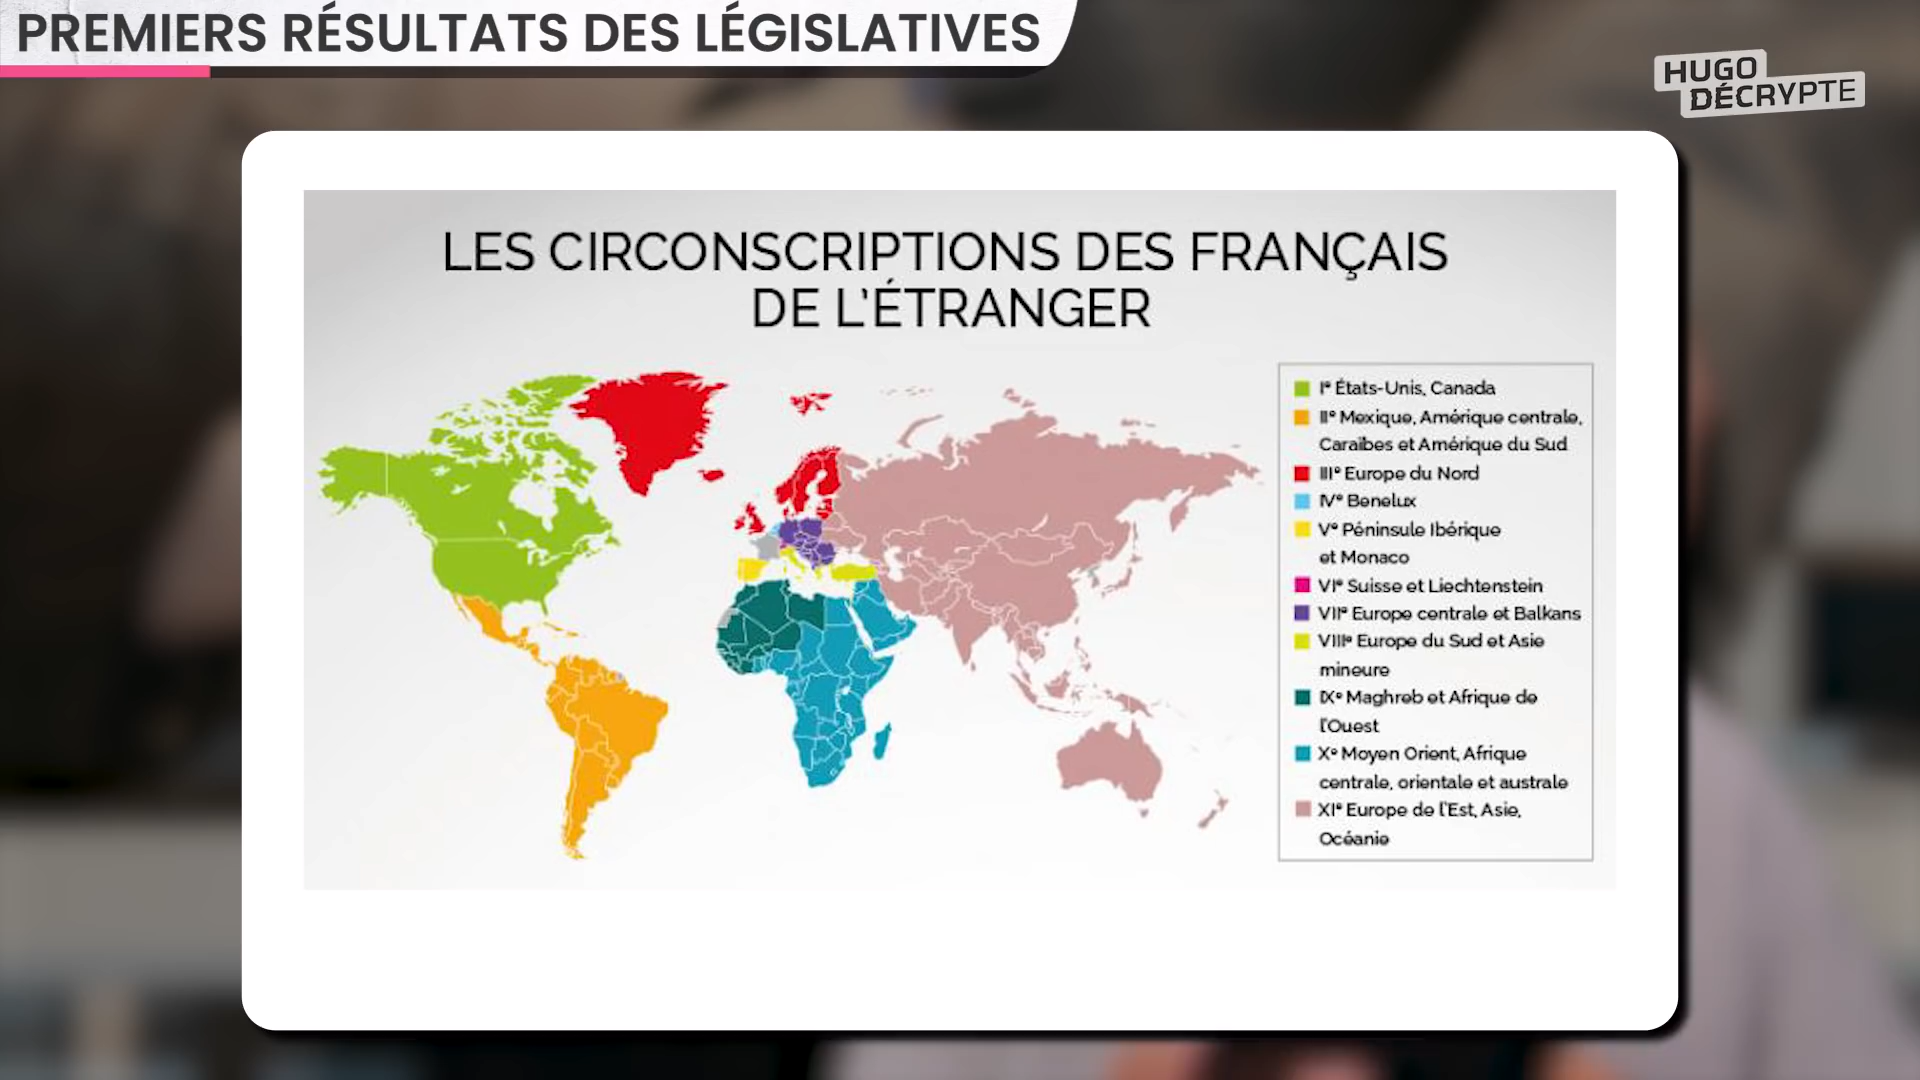 PREMIERS RÉSULTATS DES LÉGISLATIVES
HUGO
DÉCRYPTE
LES CIRCONSCRIPTIONS DES FRANÇAIS
DE L'ÉTRANGER
Iᵉ États-Unis, Canada
IIᵉ Mexique, Amérique centrale,
Caraïbes et Amérique du Sud
IIIᵉ Europe du Nord
IVᵉ Benelux
Vᵉ Péninsule Ibérique
et Monaco
VIᵉ Suisse et Liechtenstein
VIIᵉ Europe centrale et Balkans
VIIIᵉ Europe du Sud et Asie
mineure
IXᵉ Maghreb et Afrique de
l'Ouest
Xᵉ Moyen Orient, Afrique
centrale, orientale et australe
XIᵉ Europe de l'Est, Asie,
Océanie